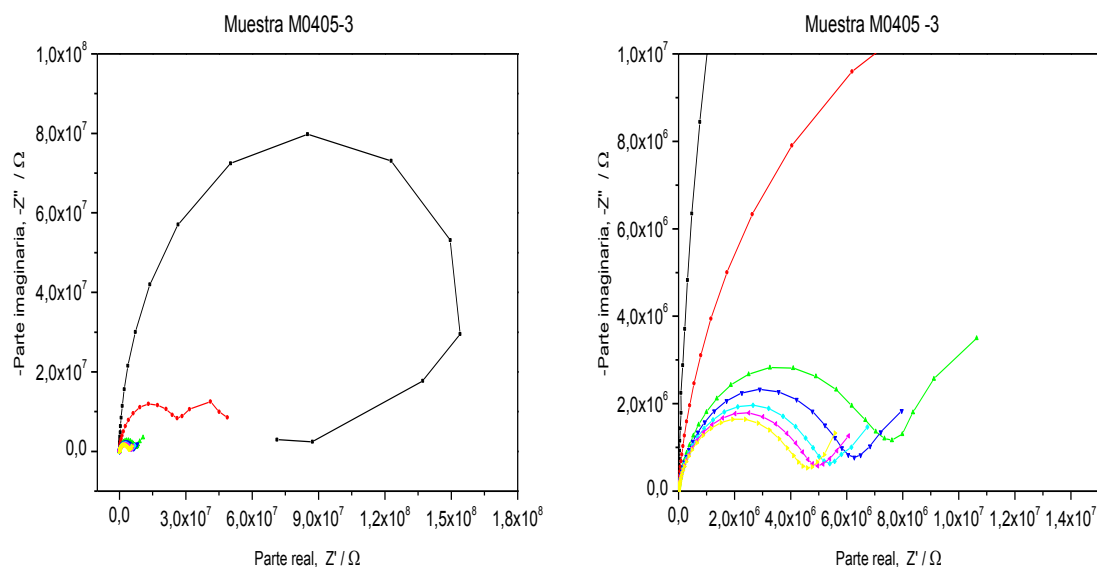 Muestra M0405-3
1,0x10⁸
8,0x10⁷
6,0x10⁷
4,0x10⁷
2,0x10⁷
0,0
-Parte imaginaria, -Z'' / Ω
0,0
3,0x10⁷
6,0x10⁷
9,0x10⁷
1,2x10⁸
1,5x10⁸
1,8x10⁸
Parte real, Z' / Ω
Muestra M0405 -3
1,0x10⁷
8,0x10⁶
6,0x10⁶
4,0x10⁶
2,0x10⁶
0,0
-Parte imaginaria, -Z'' / Ω
0,0
2,0x10⁶
4,0x10⁶
6,0x10⁶
8,0x10⁶
1,0x10⁷
1,2x10⁷
1,4x10⁷
Parte real, Z' / Ω